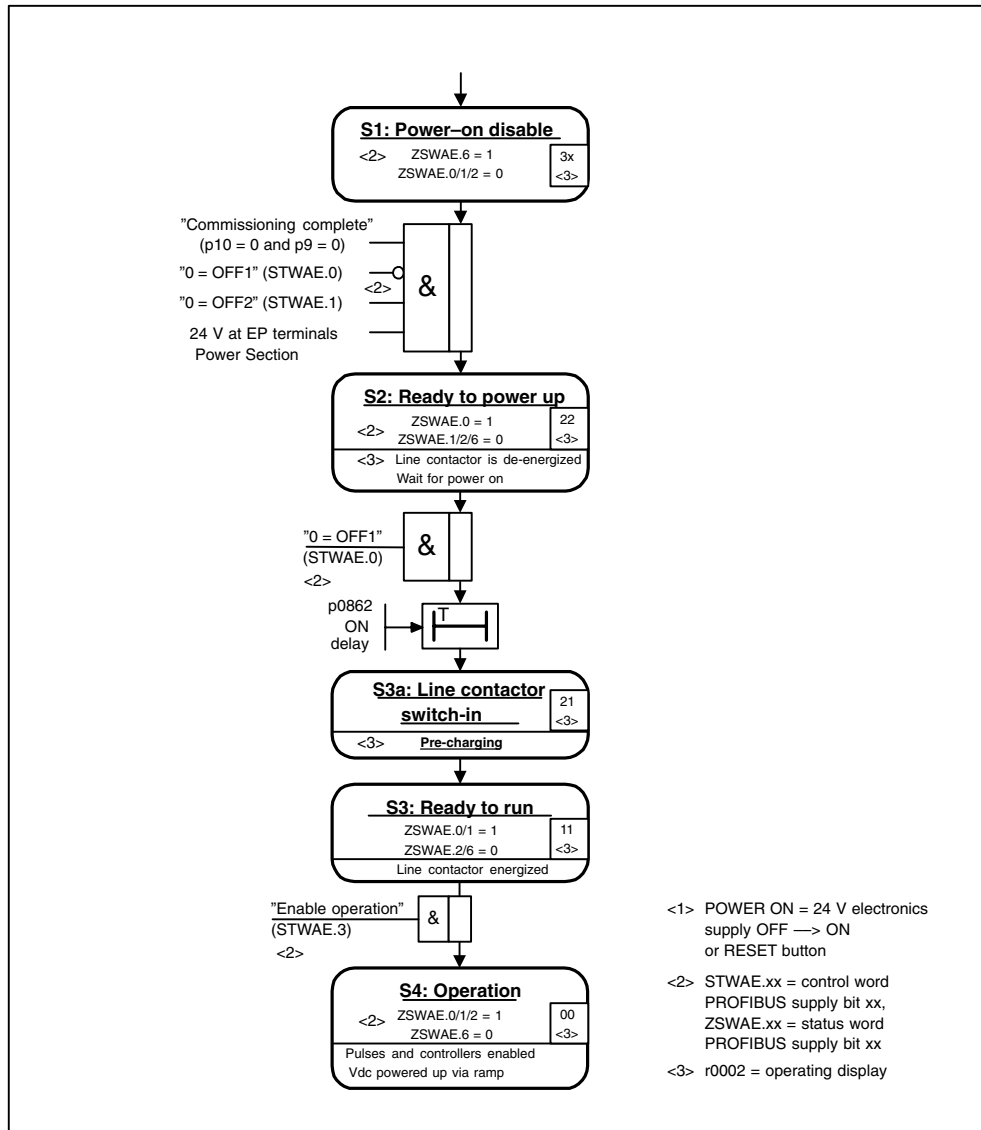 S1: Power–on disable
<2> ZSWAE.6 = 1
ZSWAE.0/1/2 = 0
3x
<3>
”Commissioning complete”
(p10 = 0 and p9 = 0)
”0 = OFF1” (STWAE.0)
<2>
”0 = OFF2” (STWAE.1)
24 V at EP terminals
Power Section
&
S2: Ready to power up
<2> ZSWAE.0 = 1
ZSWAE.1/2/6 = 0
22
<3>
<3> Line contactor is de-energized
Wait for power on
”0 = OFF1”
(STWAE.0)
<2>
&
p0862
ON
delay
T
S3a: Line contactor
switch-in
21
<3>
<3> Pre-charging
S3: Ready to run
ZSWAE.0/1 = 1
ZSWAE.2/6 = 0
11
<3>
Line contactor energized
”Enable operation”
(STWAE.3)
<2>
&
S4: Operation
<2> ZSWAE.0/1/2 = 1
ZSWAE.6 = 0
00
<3>
Pulses and controllers enabled
Vdc powered up via ramp
<1> POWER ON = 24 V electronics
supply OFF —> ON
or RESET button
<2> STWAE.xx = control word
PROFIBUS supply bit xx,
ZSWAE.xx = status word
PROFIBUS supply bit xx
<3> r0002 = operating display